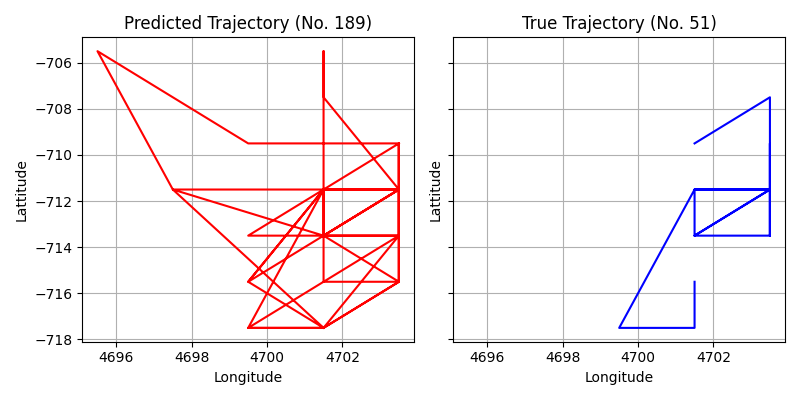 Predicted Trajectory (No. 189)
True Trajectory (No. 51)
Lattitude
−706
−708
−710
−712
−714
−716
−718
4696
4698
4700
4702
Longitude
Lattitude
4696
4698
4700
4702
Longitude